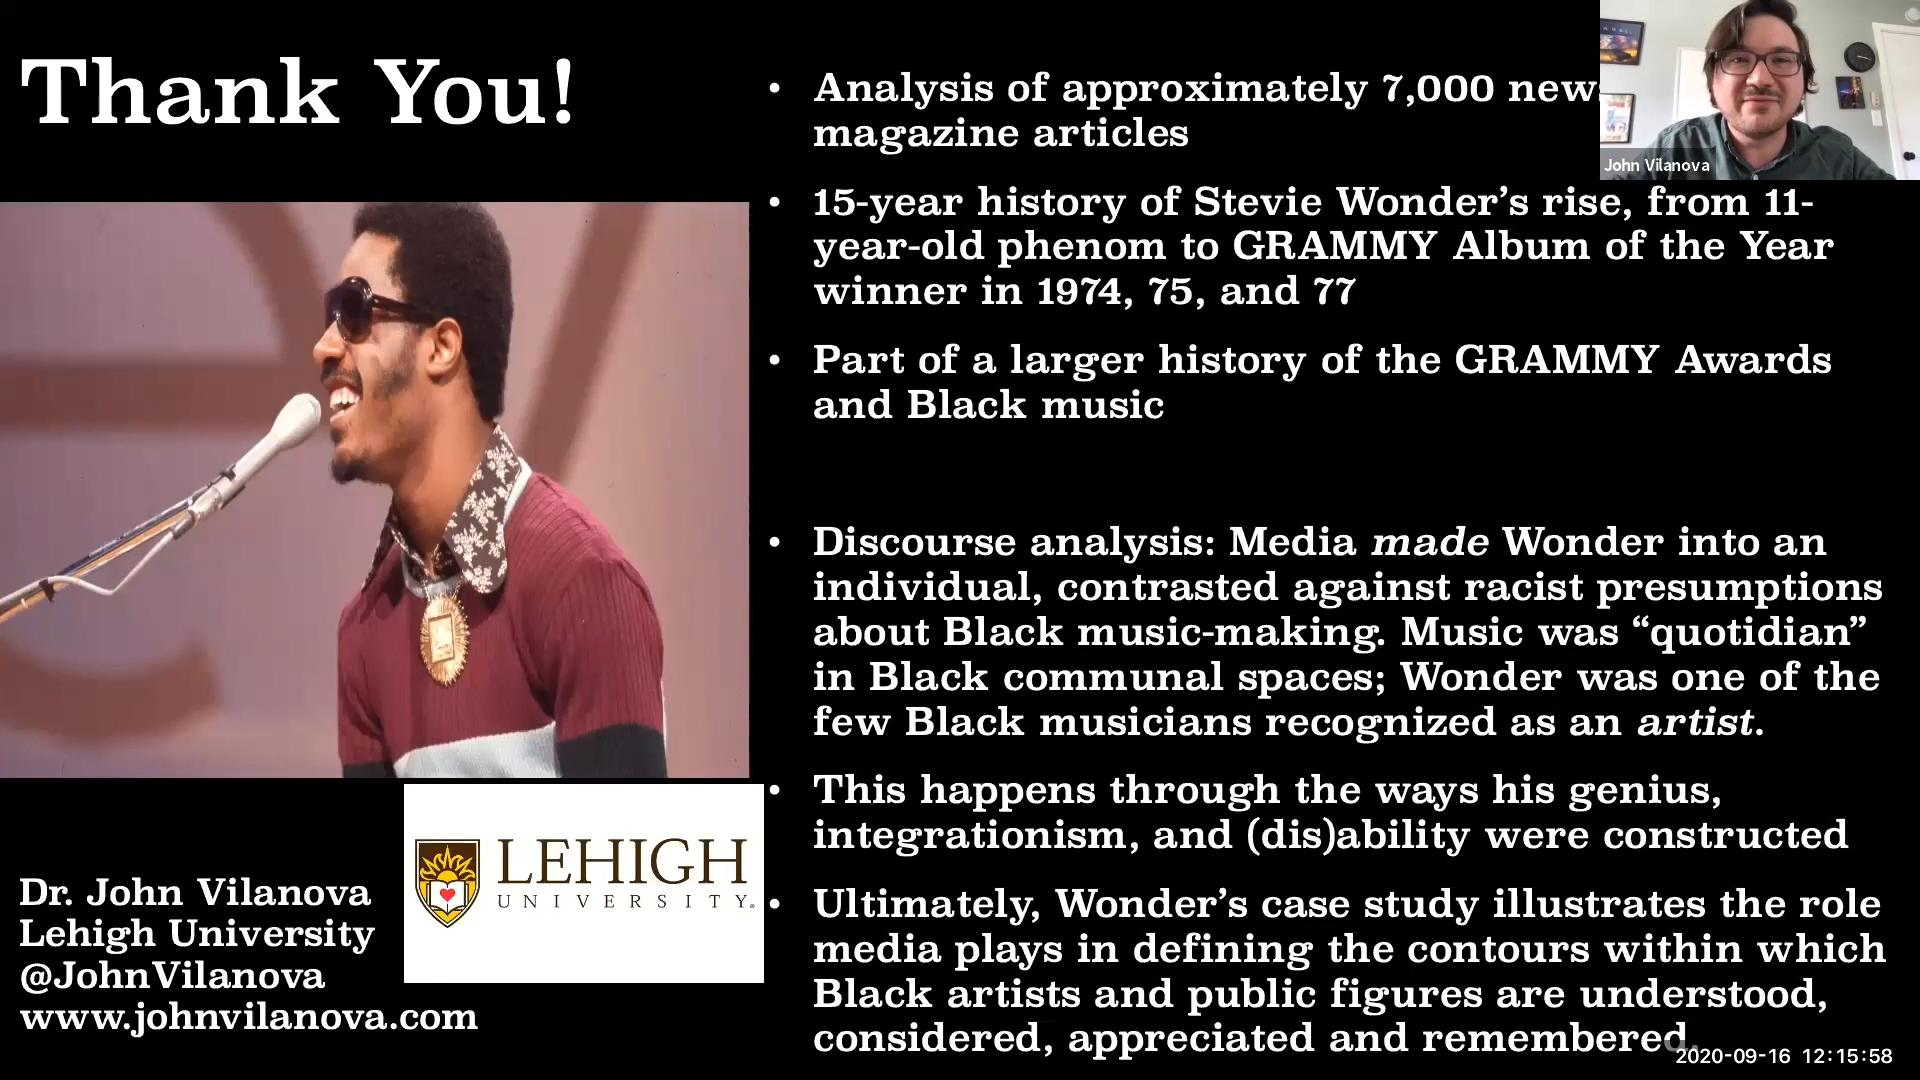 Thank You!
• Analysis of approximately 7,000 news
magazine articles
• 15-year history of Stevie Wonder’s rise, from 11-
year-old phenom to GRAMMY Album of the Year
winner in 1974, 75, and 77
• Part of a larger history of the GRAMMY Awards
and Black music
• Discourse analysis: Media made Wonder into an
individual, contrasted against racist presumptions
about Black music-making. Music was “quotidian”
in Black communal spaces; Wonder was one of the
few Black musicians recognized as an artist.
• This happens through the ways his genius,
integrationism, and (dis)ability were constructed
• Ultimately, Wonder’s case study illustrates the role
media plays in defining the contours within which
Black artists and public figures are understood,
considered, appreciated and remembered.
LEHIGH
UNIVERSITY
Dr. John Vilanova
Lehigh University
@JohnVilanova
www.johnvilanova.com
John Vilanova
2020-09-16 12:15:58